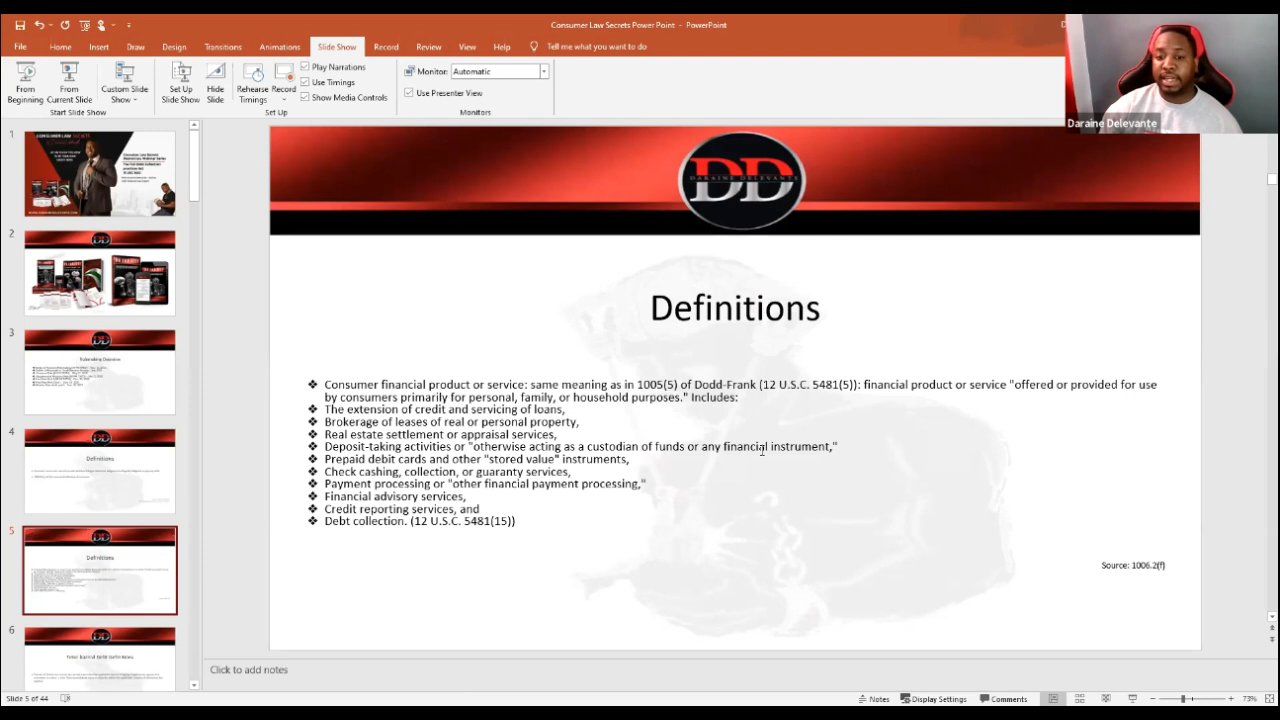 Consumer Law Secrets Power Point - PowerPoint
File Home Insert Draw Design Transitions Animations Slide Show Record Review View Help Tell me what you want to do
From Beginning
From Current Slide
Custom Slide Show
Start Slide Show
Set Up Slide Show
Hide Slide
Rehearse Timings
Record
Play Narrations
Use Timings
Show Media Controls
Set Up
Monitor: Automatic
Use Presenter View
Monitors
Daraine Delevante
1
2
3
4
Definitions
5
Definitions
6
DD
DARAINE DELEVANTE
Definitions
❖ Consumer financial product or service: same meaning as in 1005(5) of Dodd-Frank (12 U.S.C. 5481(5)): financial product or service "offered or provided for use
by consumers primarily for personal, family, or household purposes." Includes:
❖ The extension of credit and servicing of loans,
❖ Brokerage of leases of real or personal property,
❖ Real estate settlement or appraisal services,
❖ Deposit-taking activities or "otherwise acting as a custodian of funds or any financial instrument,"
❖ Prepaid debit cards and other "stored value" instruments,
❖ Check cashing, collection, or guaranty services,
❖ Payment processing or "other financial payment processing,"
❖ Financial advisory services,
❖ Credit reporting services, and
❖ Debt collection. (12 U.S.C. 5481(15))
Source: 1006.2(f)
Click to add notes
Slide 5 of 44
Notes Display Settings Comments 73%